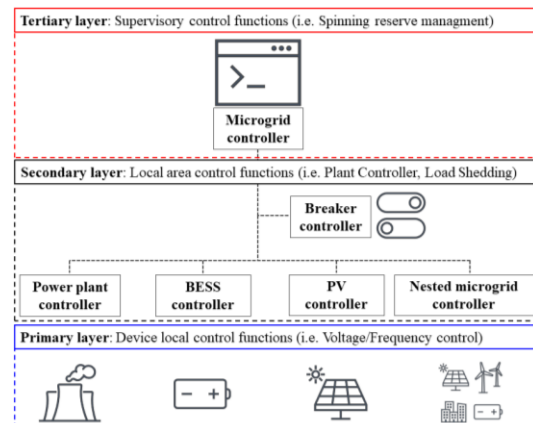 Tertiary layer: Supervisory control functions (i.e. Spinning reserve managment)
Microgrid
controller
Secondary layer: Local area control functions (i.e. Plant Controller, Load Shedding)
Breaker
controller
Power plant
controller
BESS
controller
PV
controller
Nested microgrid
controller
Primary layer: Device local control functions (i.e. Voltage/Frequency control)